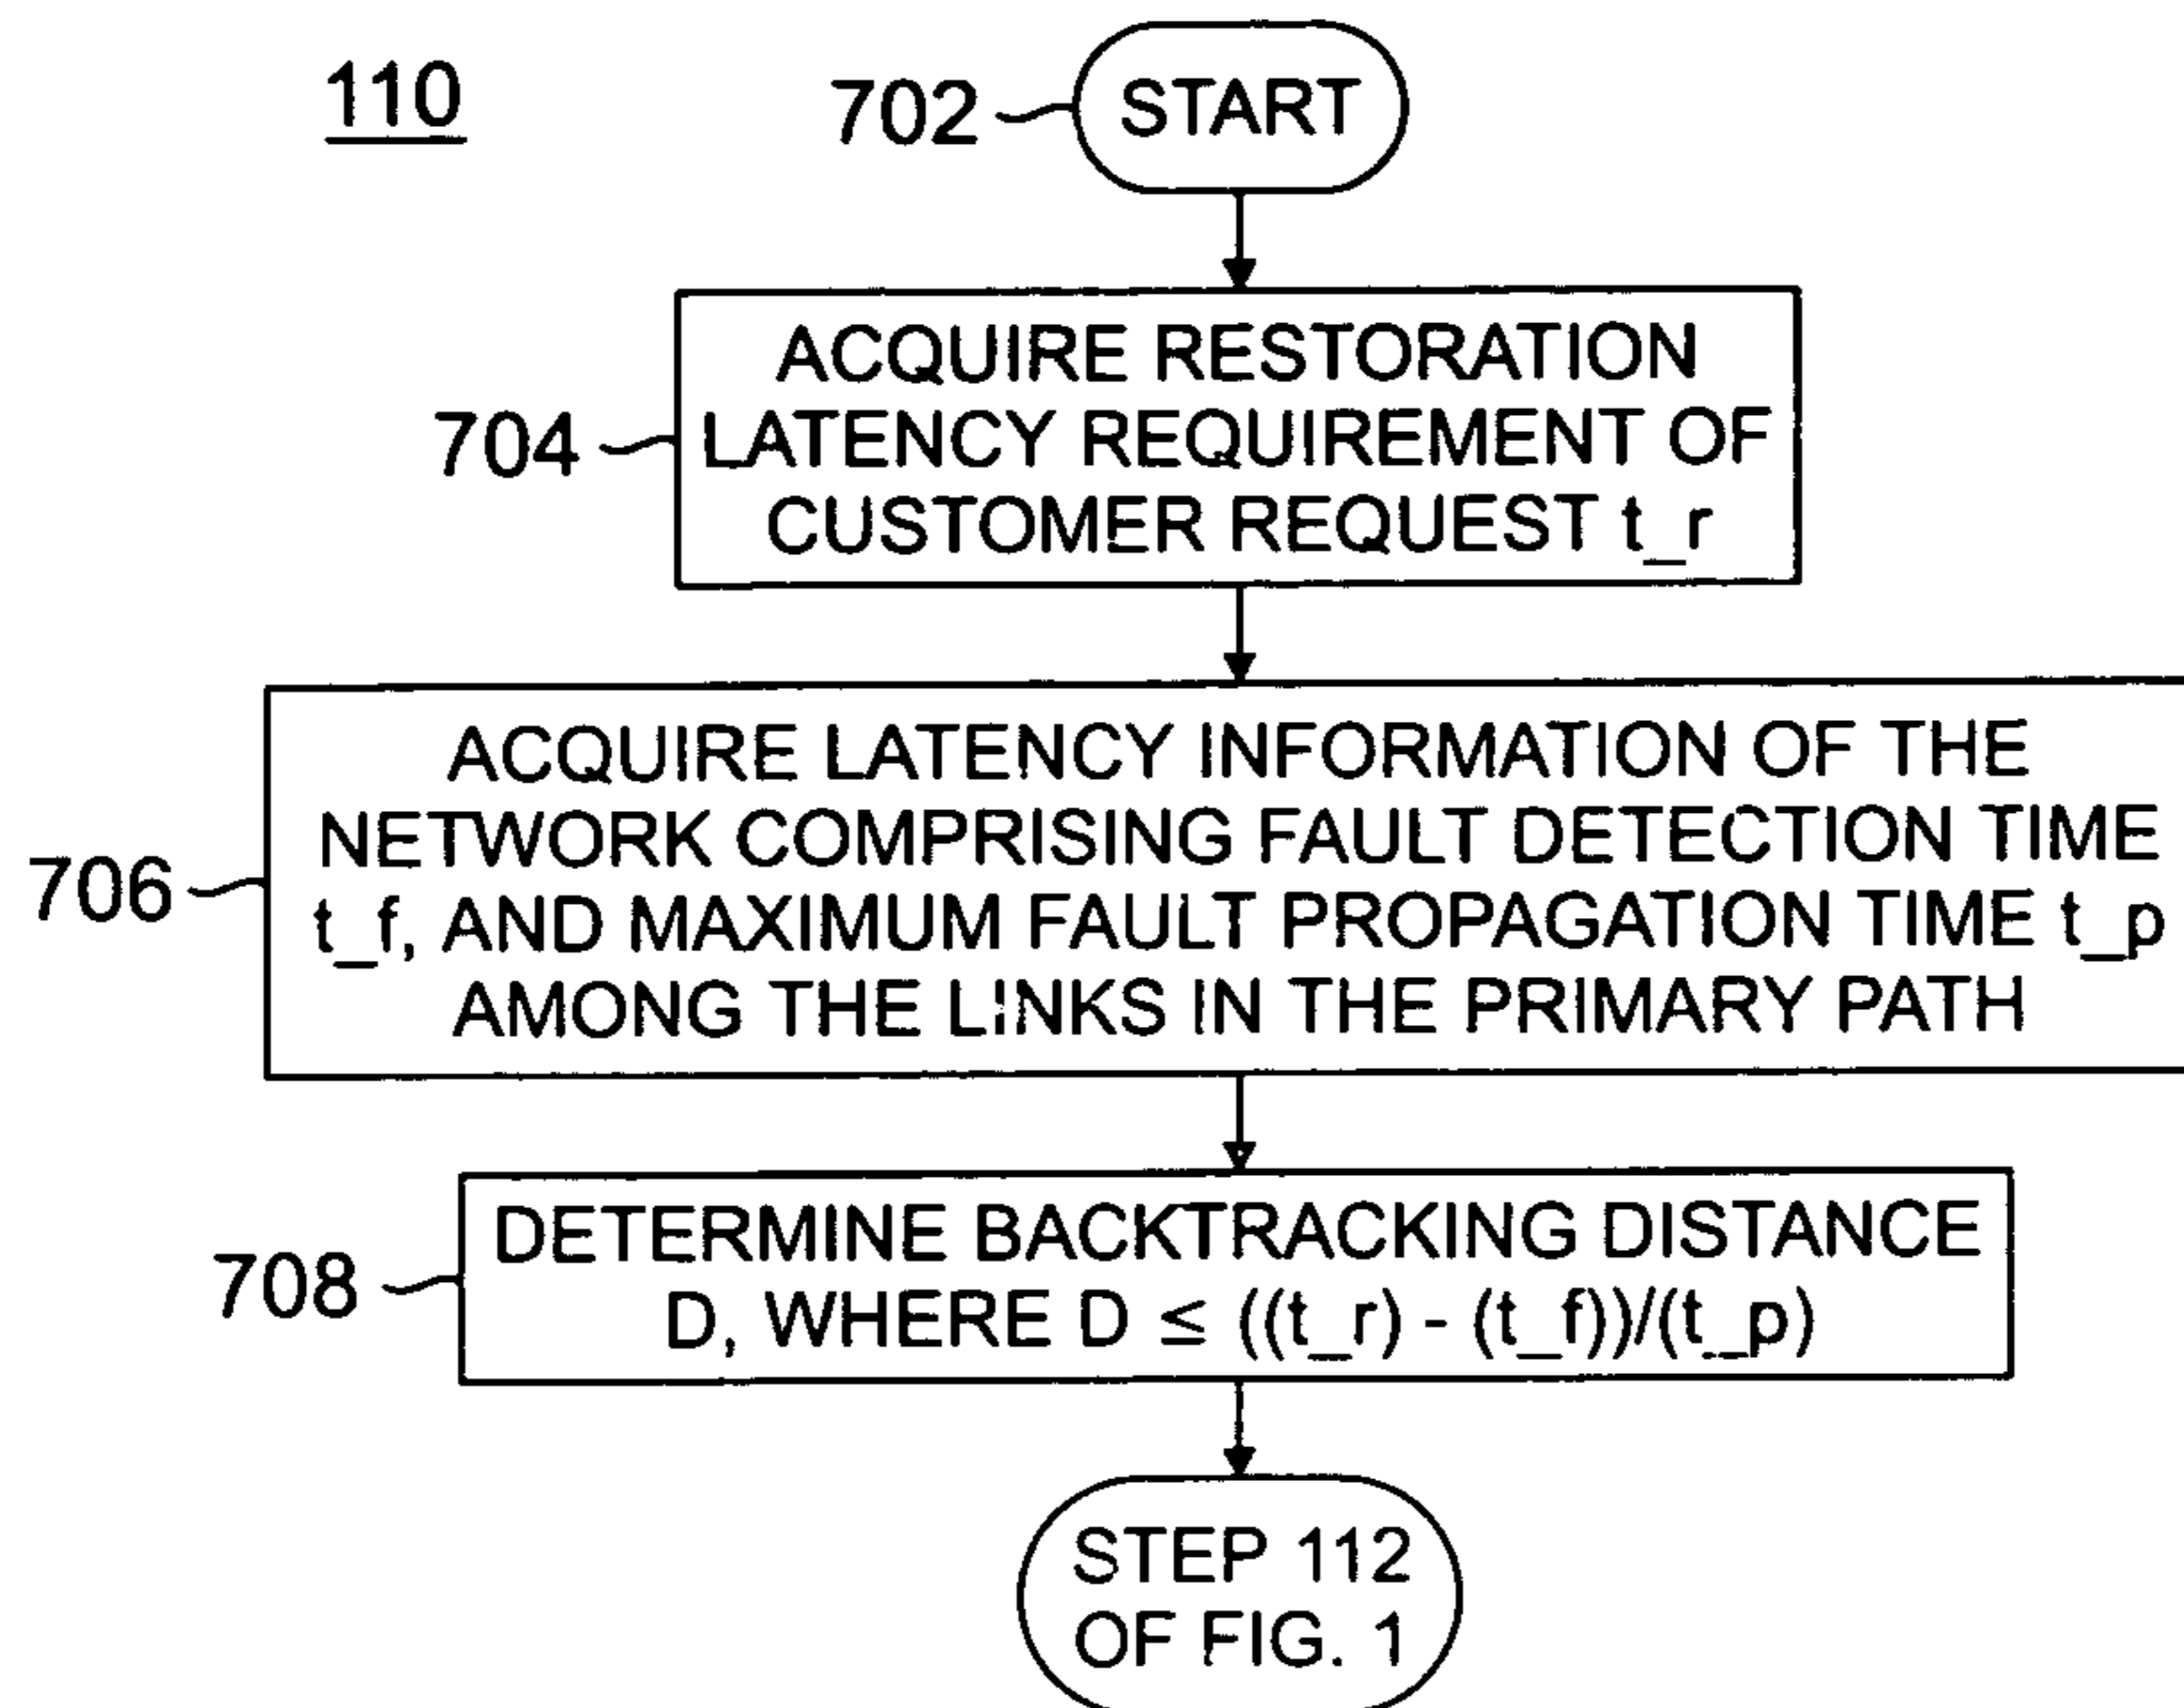 110
702
START
704
ACQUIRE RESTORATION
LATENCY REQUIREMENT OF
CUSTOMER REQUEST t_r
706
ACQUIRE LATENCY INFORMATION OF THE
NETWORK COMPRISING FAULT DETECTION TIME
t_f, AND MAXIMUM FAULT PROPAGATION TIME t_p
AMONG THE LINKS IN THE PRIMARY PATH
708
DETERMINE BACKTRACKING DISTANCE
D, WHERE D ≤ ((t_r) - (t_f))/(t_p)
STEP 112
OF FIG. 1